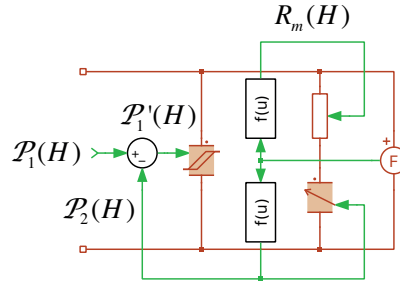 R_m(H)
𝒫_1'(H)
f(u)
+
𝒫_1(H)
+
−
F
𝒫_2(H)
f(u)